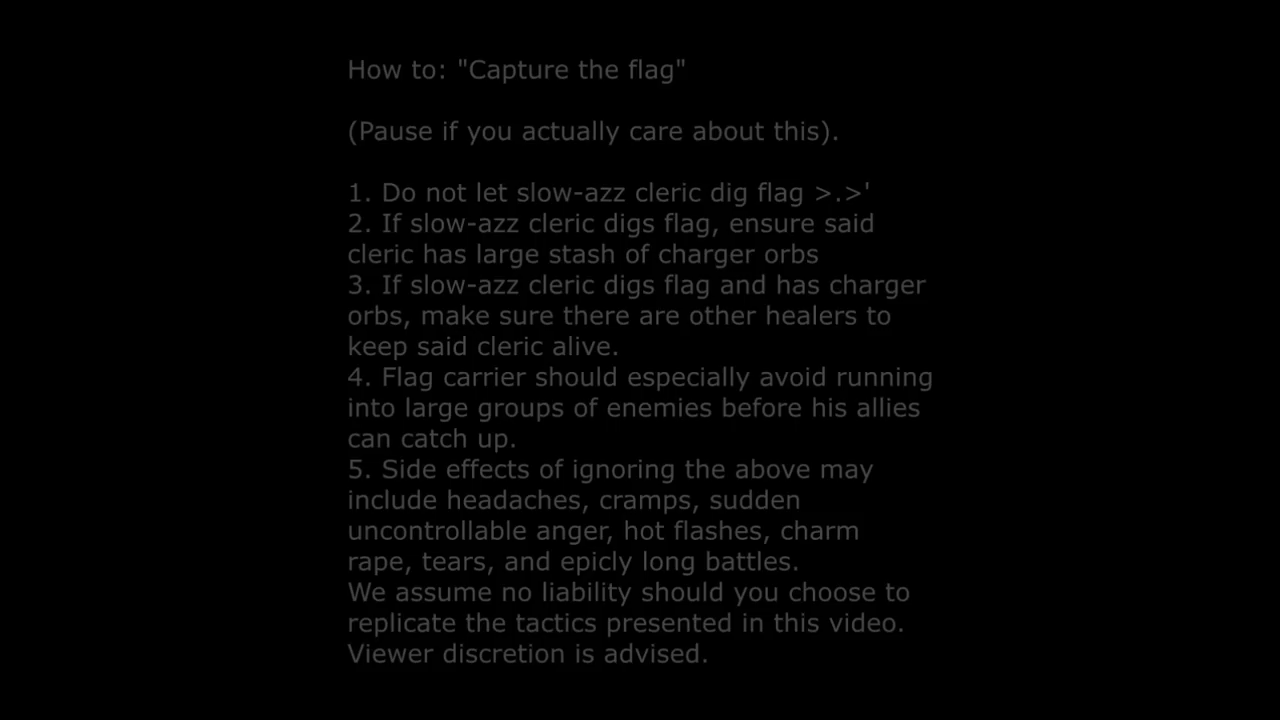 How to: "Capture the flag"
(Pause if you actually care about this).
1. Do not let slow-azz cleric dig flag >.>'
2. If slow-azz cleric digs flag, ensure said
cleric has large stash of charger orbs
3. If slow-azz cleric digs flag and has charger
orbs, make sure there are other healers to
keep said cleric alive.
4. Flag carrier should especially avoid running
into large groups of enemies before his allies
can catch up.
5. Side effects of ignoring the above may
include headaches, cramps, sudden
uncontrollable anger, hot flashes, charm
rape, tears, and epicly long battles.
We assume no liability should you choose to
replicate the tactics presented in this video.
Viewer discretion is advised.